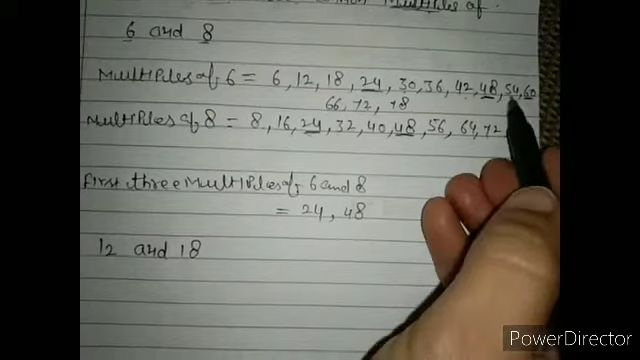 Multiples of
6 and 8
Multiples of 6 = 6, 12, 18, 24, 30, 36, 42, 48, 54, 60
66, 72, 78
Multiples of 8 = 8, 16, 24, 32, 40, 48, 56, 64, 72,
First three Multiples of 6 and 8
= 24, 48
12 and 18
PowerDirector